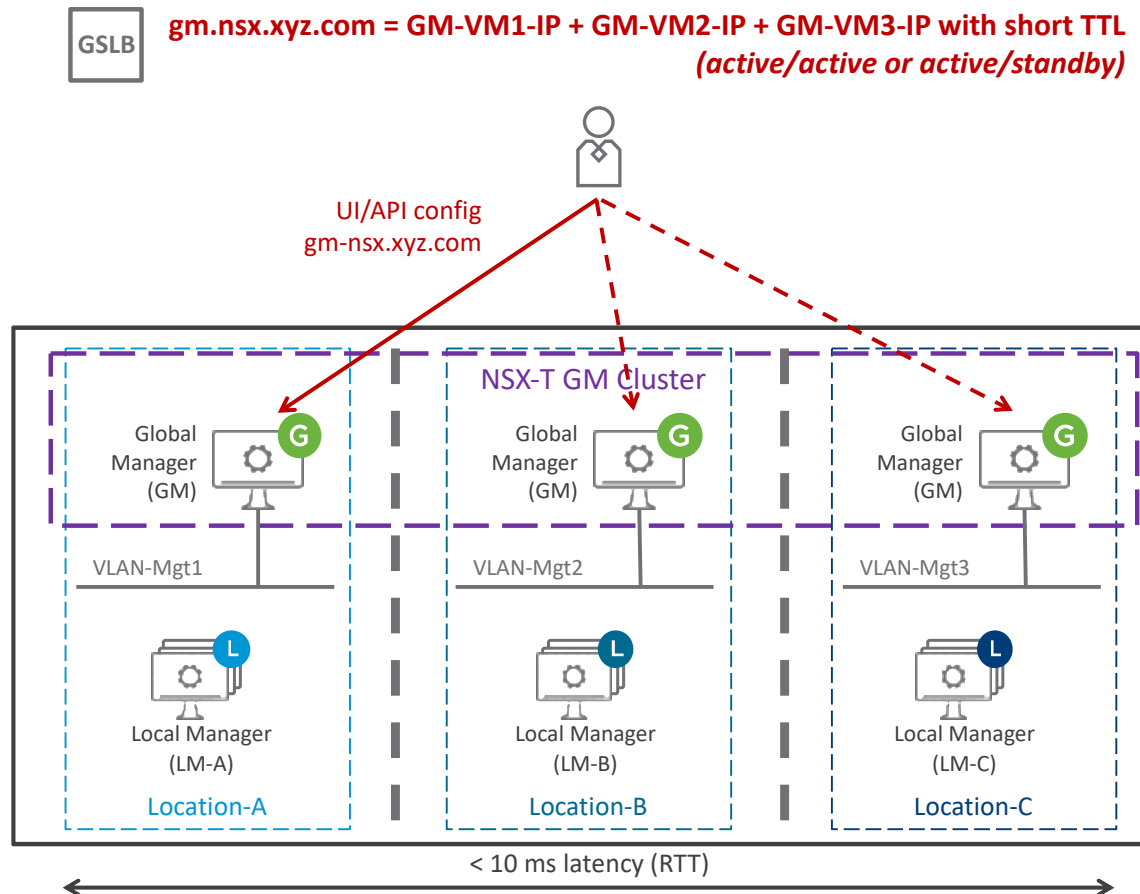 GSLB
gm.nsx.xyz.com = GM-VM1-IP + GM-VM2-IP + GM-VM3-IP with short TTL
(active/active or active/standby)
UI/API config
gm-nsx.xyz.com
NSX-T GM Cluster
Global
Manager
(GM)
G
Global
Manager
(GM)
G
Global
Manager
(GM)
G
VLAN-Mgt1
VLAN-Mgt2
VLAN-Mgt3
L
L
L
Local Manager
(LM-A)
Local Manager
(LM-B)
Local Manager
(LM-C)
Location-A
Location-B
Location-C
< 10 ms latency (RTT)